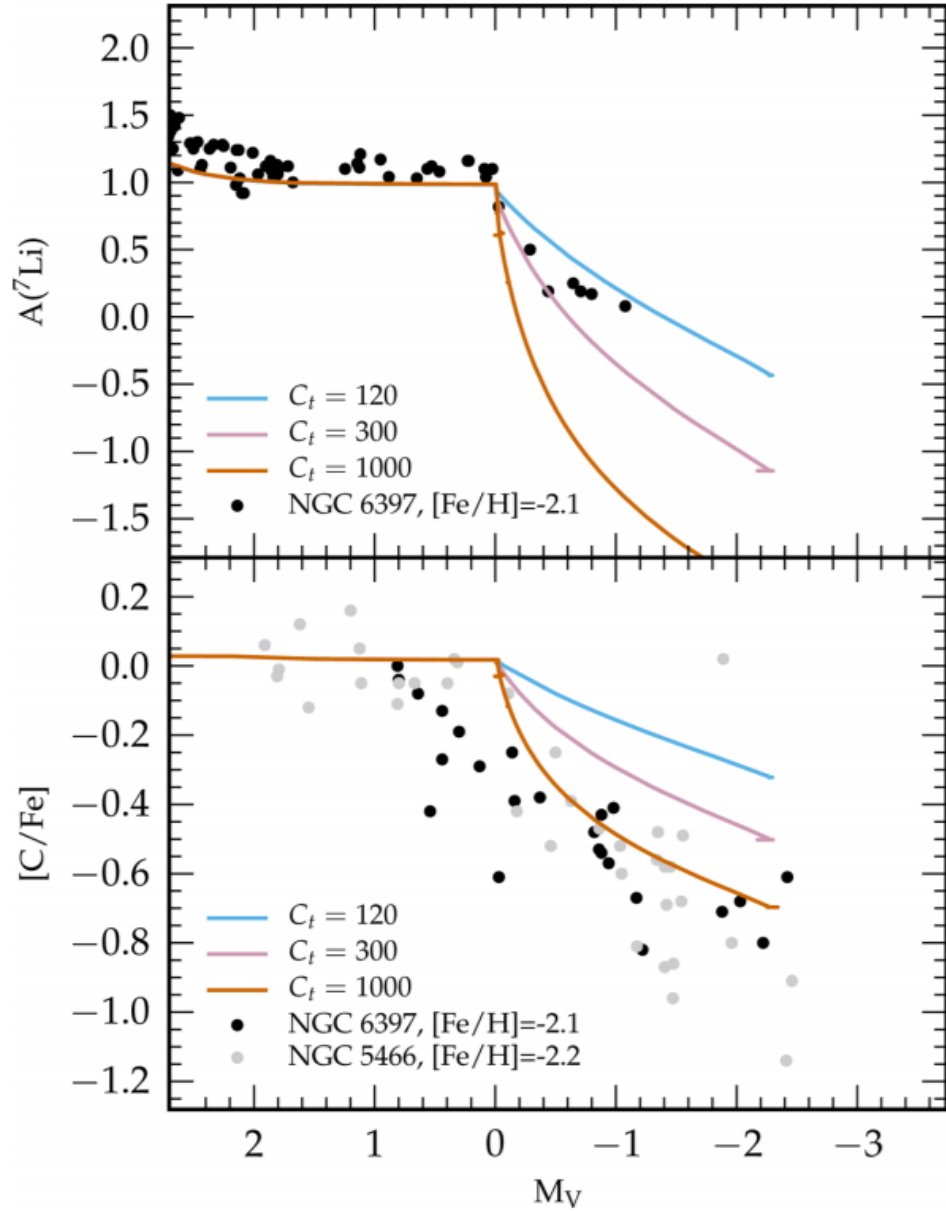 2.0
1.5
1.0
0.5
0.0
−0.5
−1.0
−1.5
A(⁷Li)
C_t = 120
C_t = 300
C_t = 1000
NGC 6397, [Fe/H]=-2.1
0.2
0.0
−0.2
−0.4
−0.6
−0.8
−1.0
−1.2
[C/Fe]
C_t = 120
C_t = 300
C_t = 1000
NGC 6397, [Fe/H]=-2.1
NGC 5466, [Fe/H]=-2.2
2 1 0 −1 −2 −3
M_V